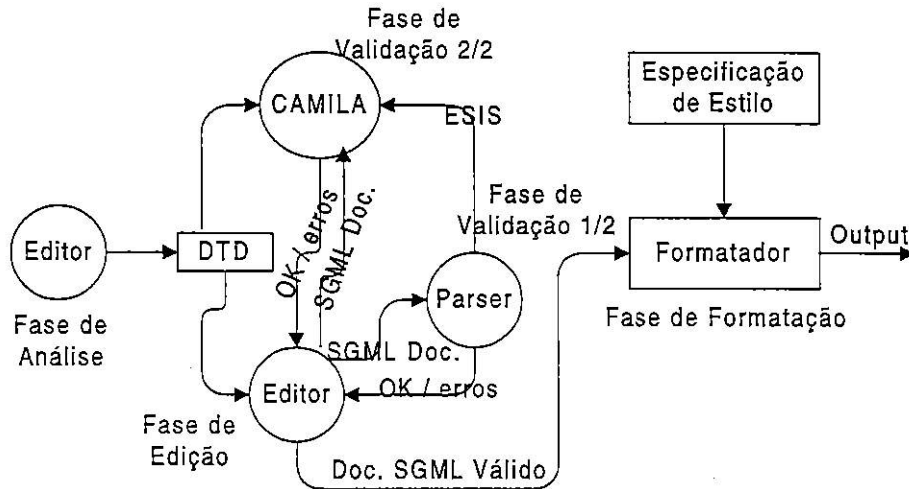 Fase de
Validação 2/2
CAMILA
ESIS
Especificação
de Estilo
OK / erros
SGML Doc.
Fase de
Validação 1/2
Editor
DTD
Parser
Formatador
Output
Fase de
Análise
Fase de Formatação
SGML Doc.
OK / erros
Editor
Fase de
Edição
Doc. SGML Válido